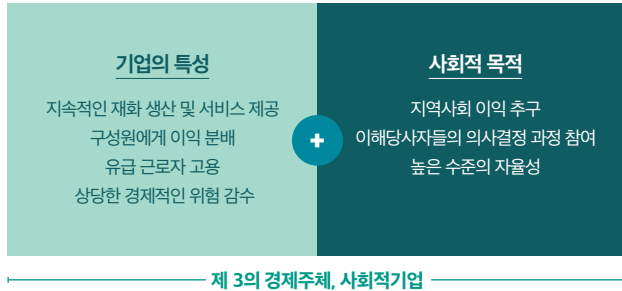 기업의 특성
지속적인 재화 생산 및 서비스 제공
구성원에게 이익 분배
유급 근로자 고용
상당한 경제적인 위험 감수
+
사회적 목적
지역사회 이익 추구
이해당사자들의 의사결정 과정 참여
높은 수준의 자율성
제 3의 경제주체, 사회적기업